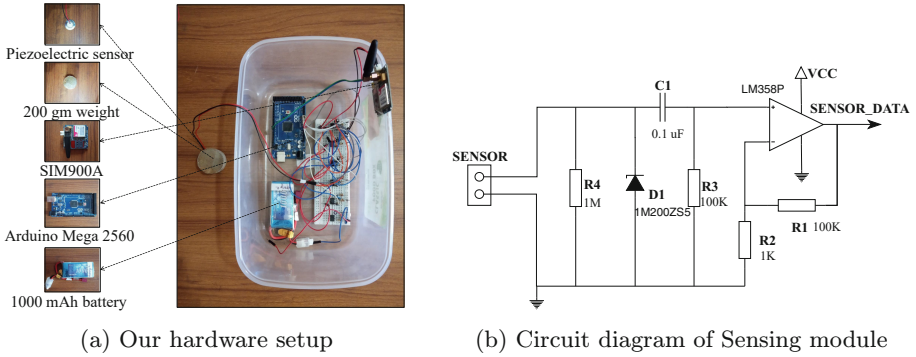 Piezoelectric sensor
200 gm weight
SIM900A
Arduino Mega 2560
1000 mAh battery
(a) Our hardware setup
SENSOR
R4
1M
D1
1M200ZS5
C1
0.1 uF
R3
100K
LM358P
VCC
SENSOR_DATA
R2
1K
R1 100K
(b) Circuit diagram of Sensing module